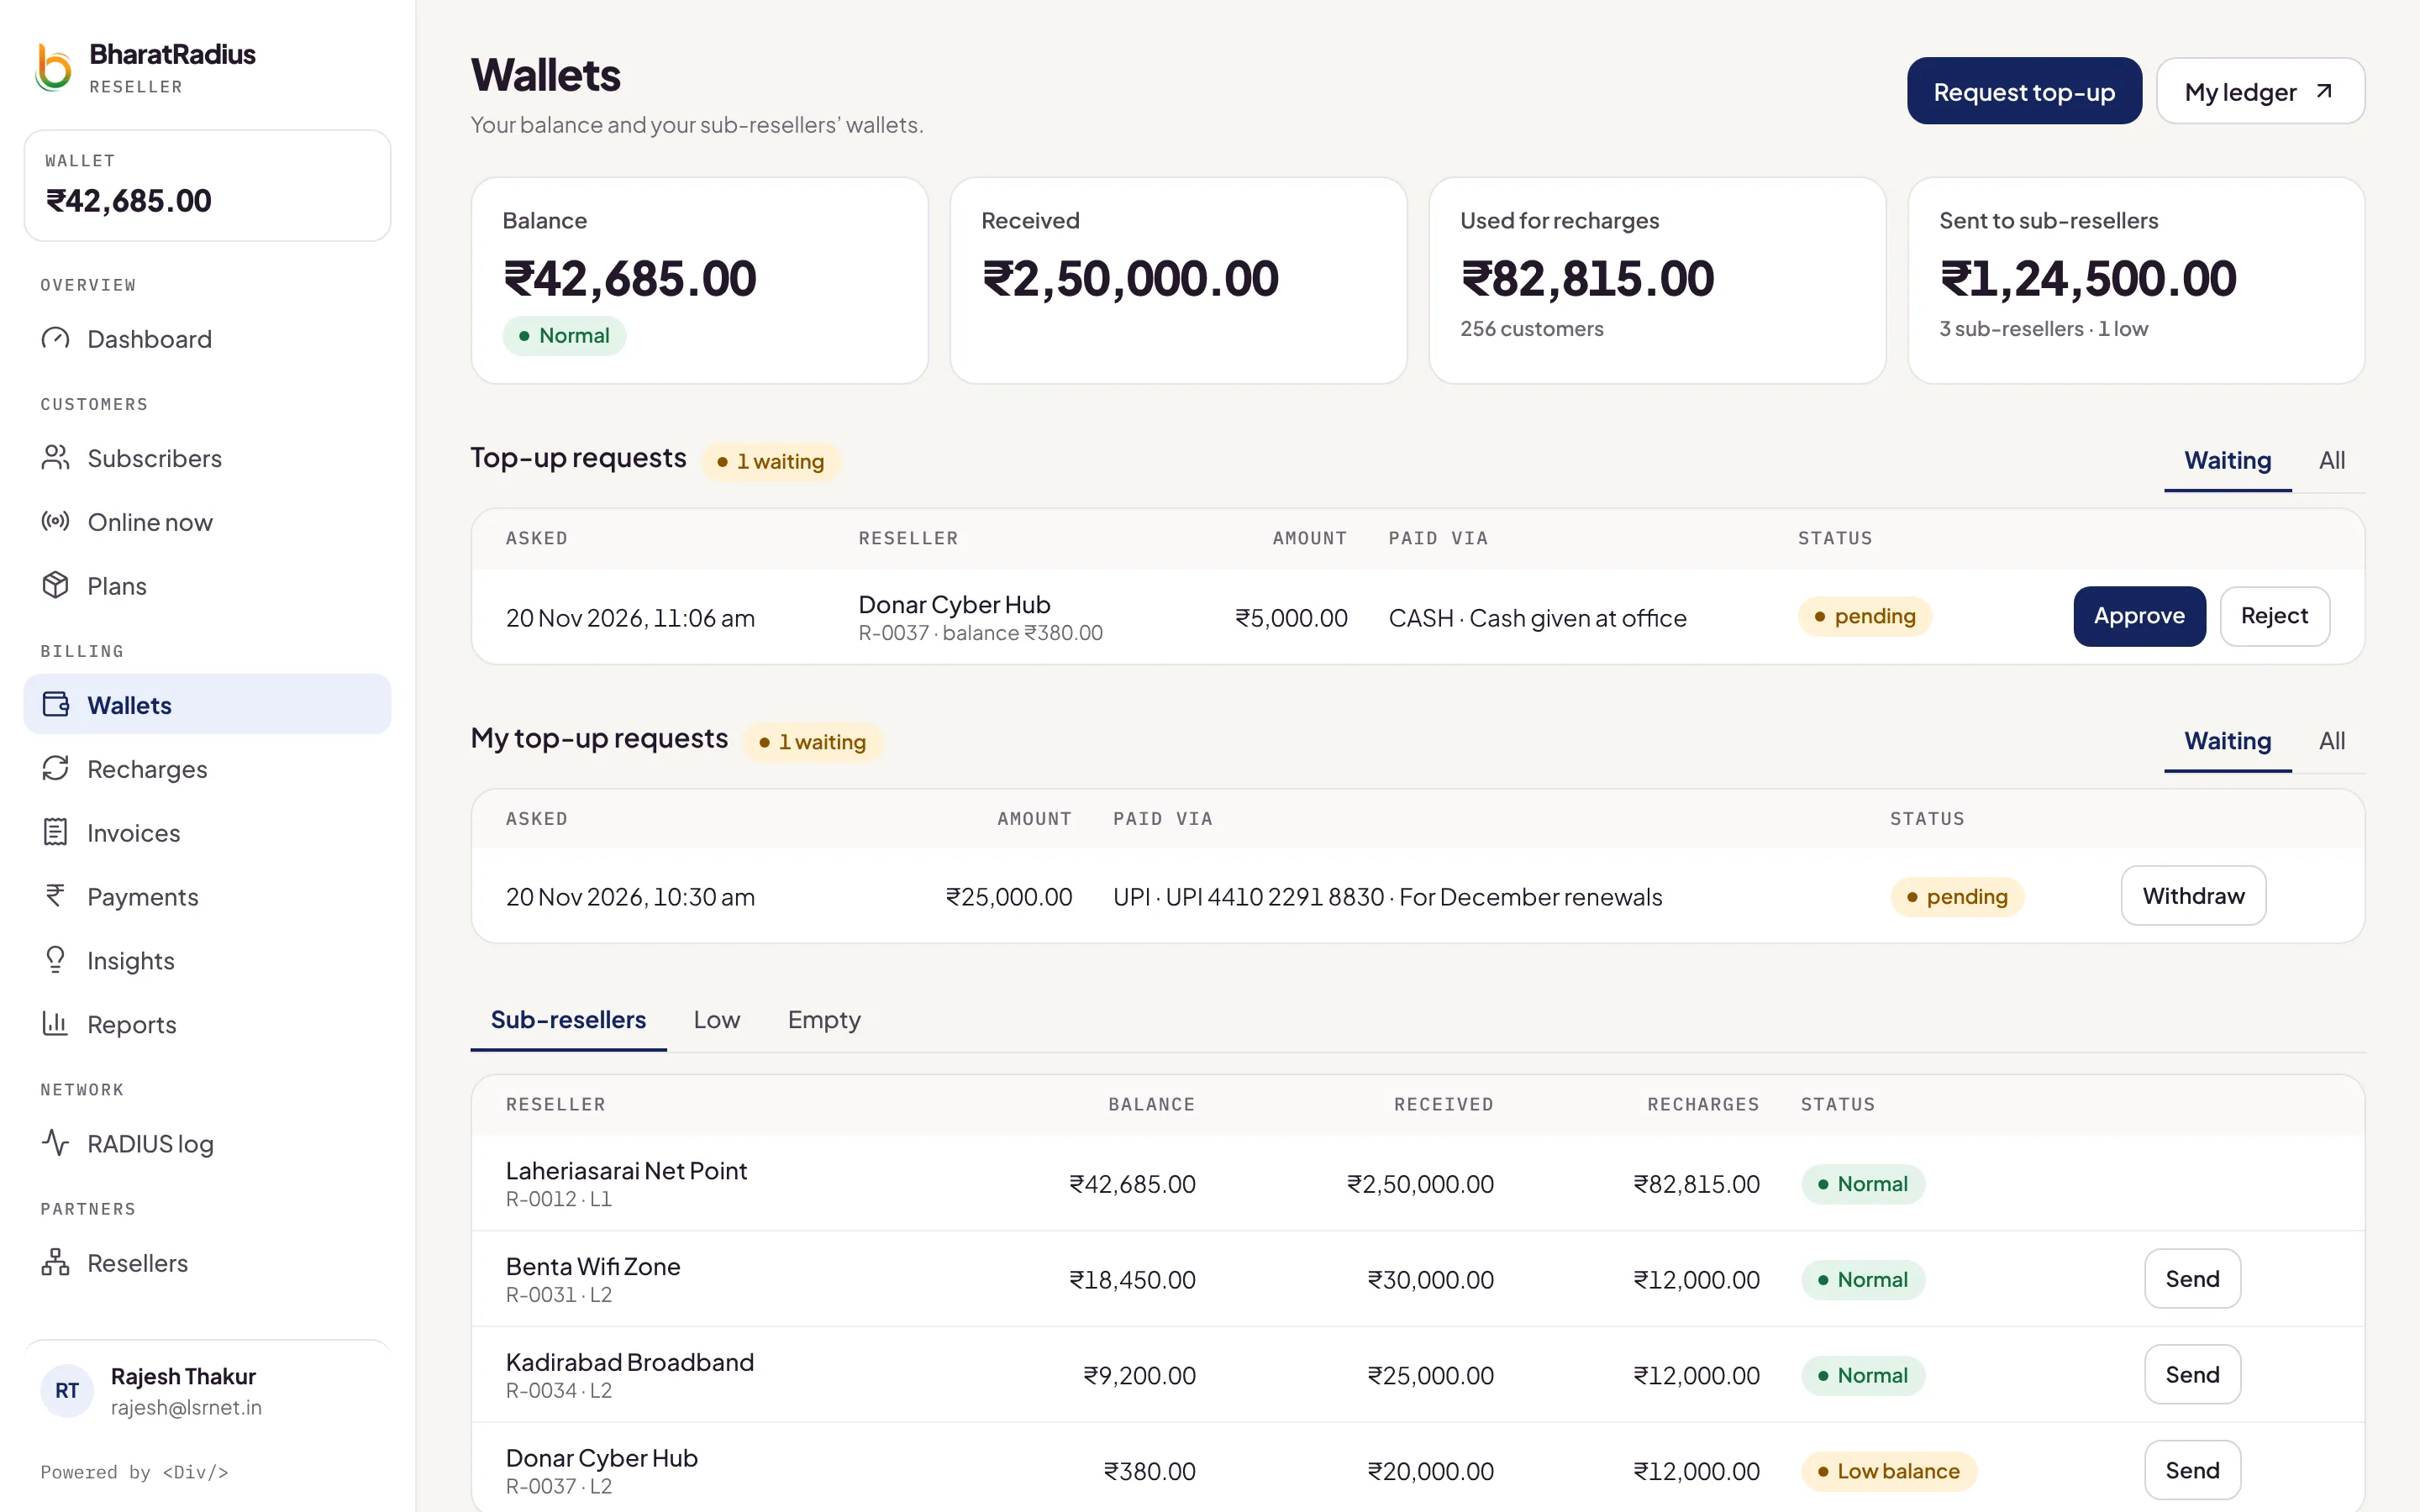 BharatRadius
RESELLER
WALLET
₹42,685.00
OVERVIEW
Dashboard
CUSTOMERS
Subscribers
Online now
Plans
BILLING
Wallets
Recharges
Invoices
Payments
Insights
Reports
NETWORK
RADIUS log
PARTNERS
Resellers
RT
Rajesh Thakur
rajesh@lsrnet.in
Powered by <Div/>
Wallets
Your balance and your sub-resellers’ wallets.
Request top-up
My ledger
Balance
₹42,685.00
Normal
Received
₹2,50,000.00
Used for recharges
₹82,815.00
256 customers
Sent to sub-resellers
₹1,24,500.00
3 sub-resellers · 1 low
Top-up requests 1 waiting
Waiting All
ASKED RESELLER AMOUNT PAID VIA STATUS
20 Nov 2026, 11:06 am Donar Cyber Hub ₹5,000.00 CASH · Cash given at office pending Approve Reject
R-0037 · balance ₹380.00
My top-up requests 1 waiting
Waiting All
ASKED AMOUNT PAID VIA STATUS
20 Nov 2026, 10:30 am ₹25,000.00 UPI · UPI 4410 2291 8830 · For December renewals pending Withdraw
Sub-resellers Low Empty
RESELLER BALANCE RECEIVED RECHARGES STATUS
Laheriasarai Net Point ₹42,685.00 ₹2,50,000.00 ₹82,815.00 Normal
R-0012 · L1
Benta Wifi Zone ₹18,450.00 ₹30,000.00 ₹12,000.00 Normal Send
R-0031 · L2
Kadirabad Broadband ₹9,200.00 ₹25,000.00 ₹12,000.00 Normal Send
R-0034 · L2
Donar Cyber Hub ₹380.00 ₹20,000.00 ₹12,000.00 Low balance Send
R-0037 · L2